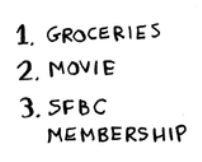 1. GROCERIES
2. MOVIE
3. SFBC
MEMBERSHIP